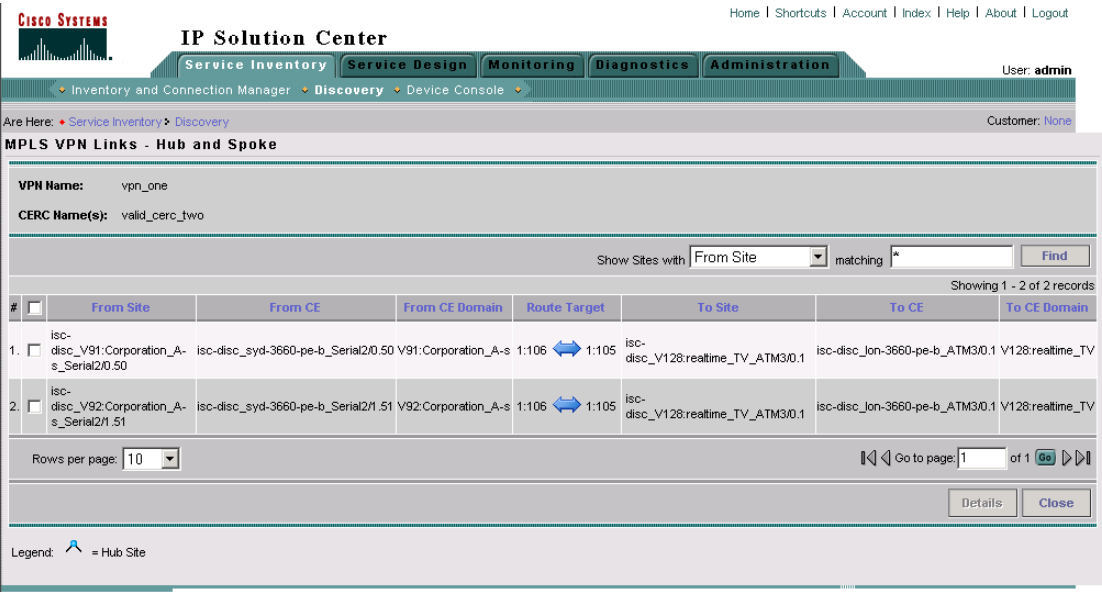 Home | Shortcuts | Account | Index | Help | About | Logout
CISCO SYSTEMS
IP Solution Center
Service Inventory Service Design Monitoring Diagnostics Administration
User: admin
Inventory and Connection Manager Discovery Device Console
Are Here: Service Inventory Discovery Customer: None
MPLS VPN Links - Hub and Spoke
VPN Name: vpn_one
CERC Name(s): valid_cerc_two
Show Sites with From Site matching * Find
Showing 1 - 2 of 2 records
# From Site From CE From CE Domain Route Target To Site To CE To CE Domain
isc-
1. disc_V91:Corporation_A- isc-disc_syd-3660-pe-b_Serial2/0.50 V91:Corporation_A-s 1:106 1:105 isc- isc-disc_lon-3660-pe-b_ATM3/0.1 V128:realtime_TV
s_Serial2/0.50 disc_V128:realtime_TV_ATM3/0.1
isc-
2. disc_V92:Corporation_A- isc-disc_syd-3660-pe-b_Serial2/1.51 V92:Corporation_A-s 1:106 1:105 isc- isc-disc_lon-3660-pe-b_ATM3/0.1 V128:realtime_TV
s_Serial2/1.51 disc_V128:realtime_TV_ATM3/0.1
Rows per page: 10 Go to page: 1 of 1 Go
Details Close
Legend: = Hub Site